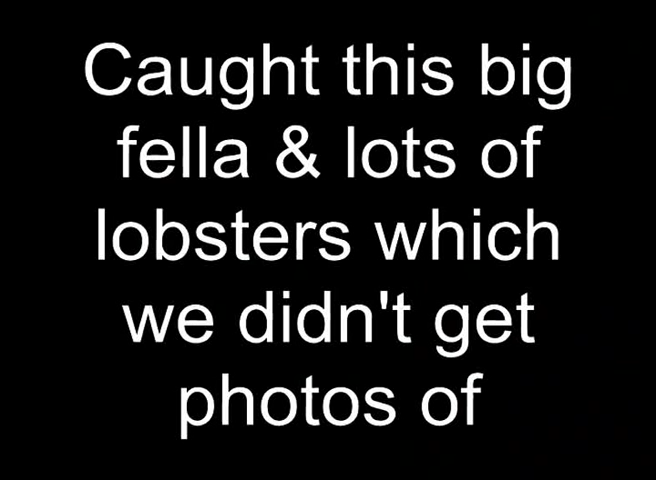 Caught this big
fella & lots of
lobsters which
we didn't get
photos of